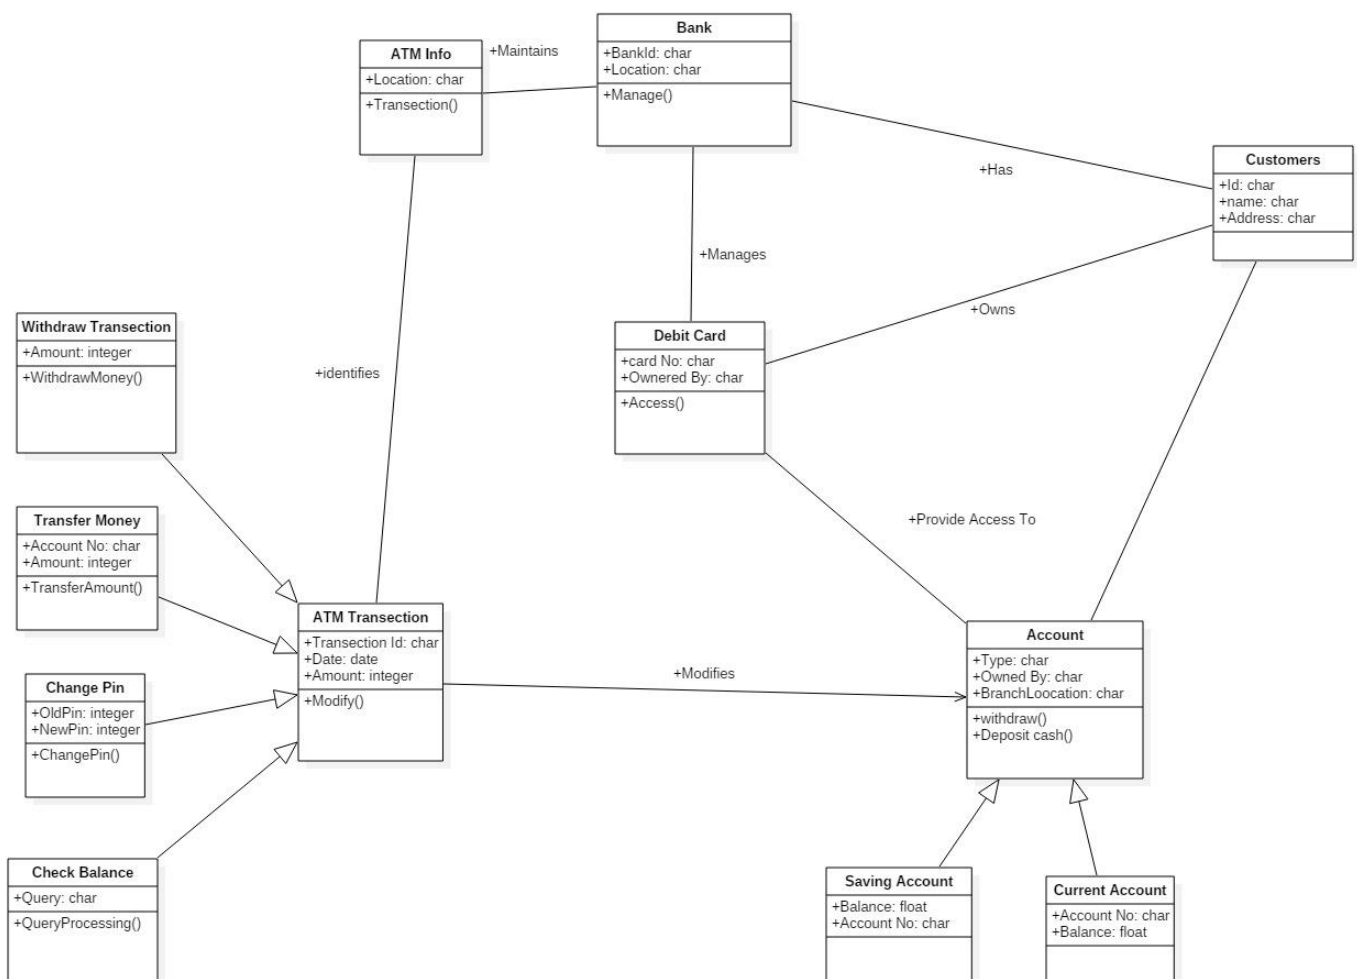 Bank
+BankId: char
+Location: char
+Manage()
ATM Info
+Location: char
+Transection()
+Maintains
+Has
Customers
+Id: char
+name: char
+Address: char
+Manages
+Owns
Withdraw Transection
+Amount: integer
+WithdrawMoney()
+identifies
Debit Card
+card No: char
+Ownered By: char
+Access()
Transfer Money
+Account No: char
+Amount: integer
+TransferAmount()
+Provide Access To
ATM Transection
+Transection Id: char
+Date: date
+Amount: integer
+Modify()
+Modifies
Account
+Type: char
+Owned By: char
+BranchLoocation: char
+withdraw()
+Deposit cash()
Change Pin
+OldPin: integer
+NewPin: integer
+ChangePin()
Check Balance
+Query: char
+QueryProcessing()
Saving Account
+Balance: float
+Account No: char
Current Account
+Account No: char
+Balance: float